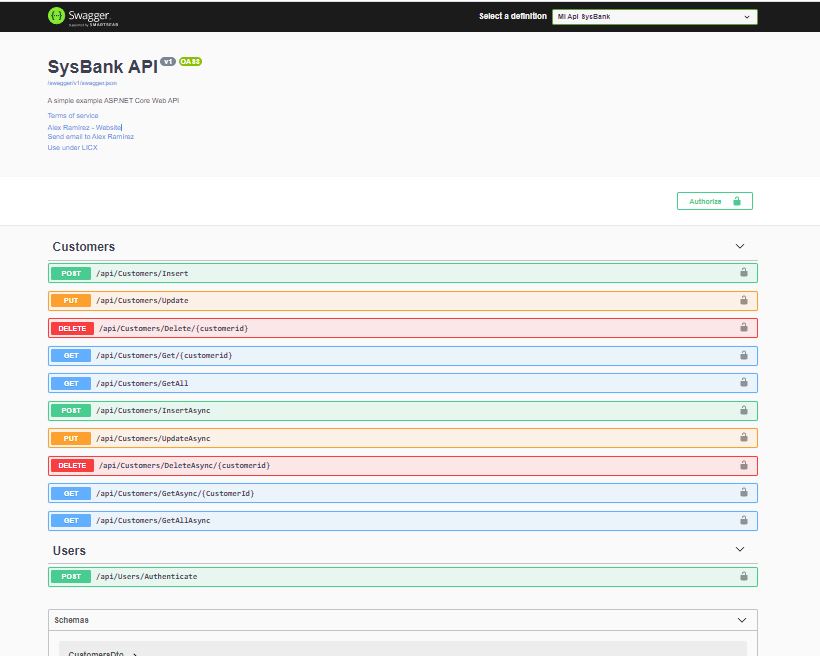 Swagger.
Supported by SMARTBEAR
Select a definition
Mi Api SysBank
SysBank API v1 OAS3
/swagger/v1/swagger.json
A simple example ASP.NET Core Web API
Terms of service
Alex Ramirez - Website
Send email to Alex Ramirez
Use under LICX
Authorize
Customers
POST /api/Customers/Insert
PUT /api/Customers/Update
DELETE /api/Customers/Delete/{customerid}
GET /api/Customers/Get/{customerid}
GET /api/Customers/GetAll
POST /api/Customers/InsertAsync
PUT /api/Customers/UpdateAsync
DELETE /api/Customers/DeleteAsync/{customerid}
GET /api/Customers/GetAsync/{CustomerId}
GET /api/Customers/GetAllAsync
Users
POST /api/Users/Authenticate
Schemas
CustomersDto